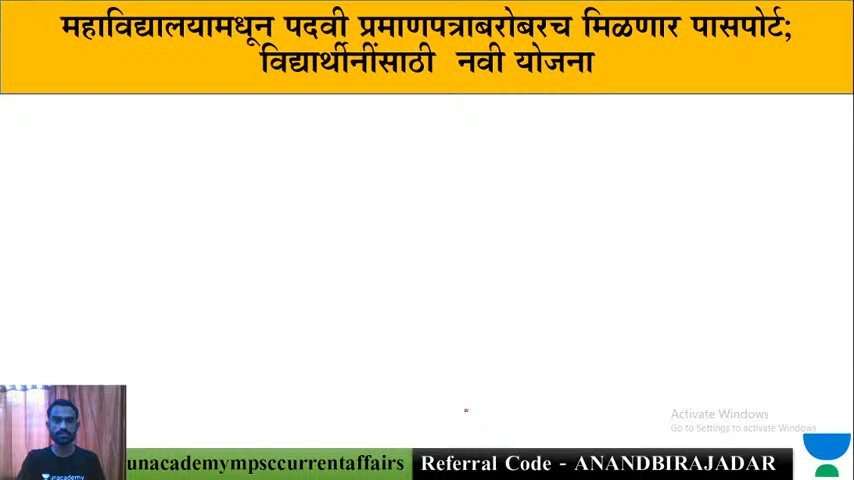 महाविद्यालयामधून पदवी प्रमाणपत्राबरोबरच मिळणार पासपोर्ट;
विद्यार्थीनींसाठी नवी योजना
Activate Windows
Go to Settings to activate Windows.
unacademy
unacademympsccurrentaffairs
Referral Code - ANANDBIRAJADAR